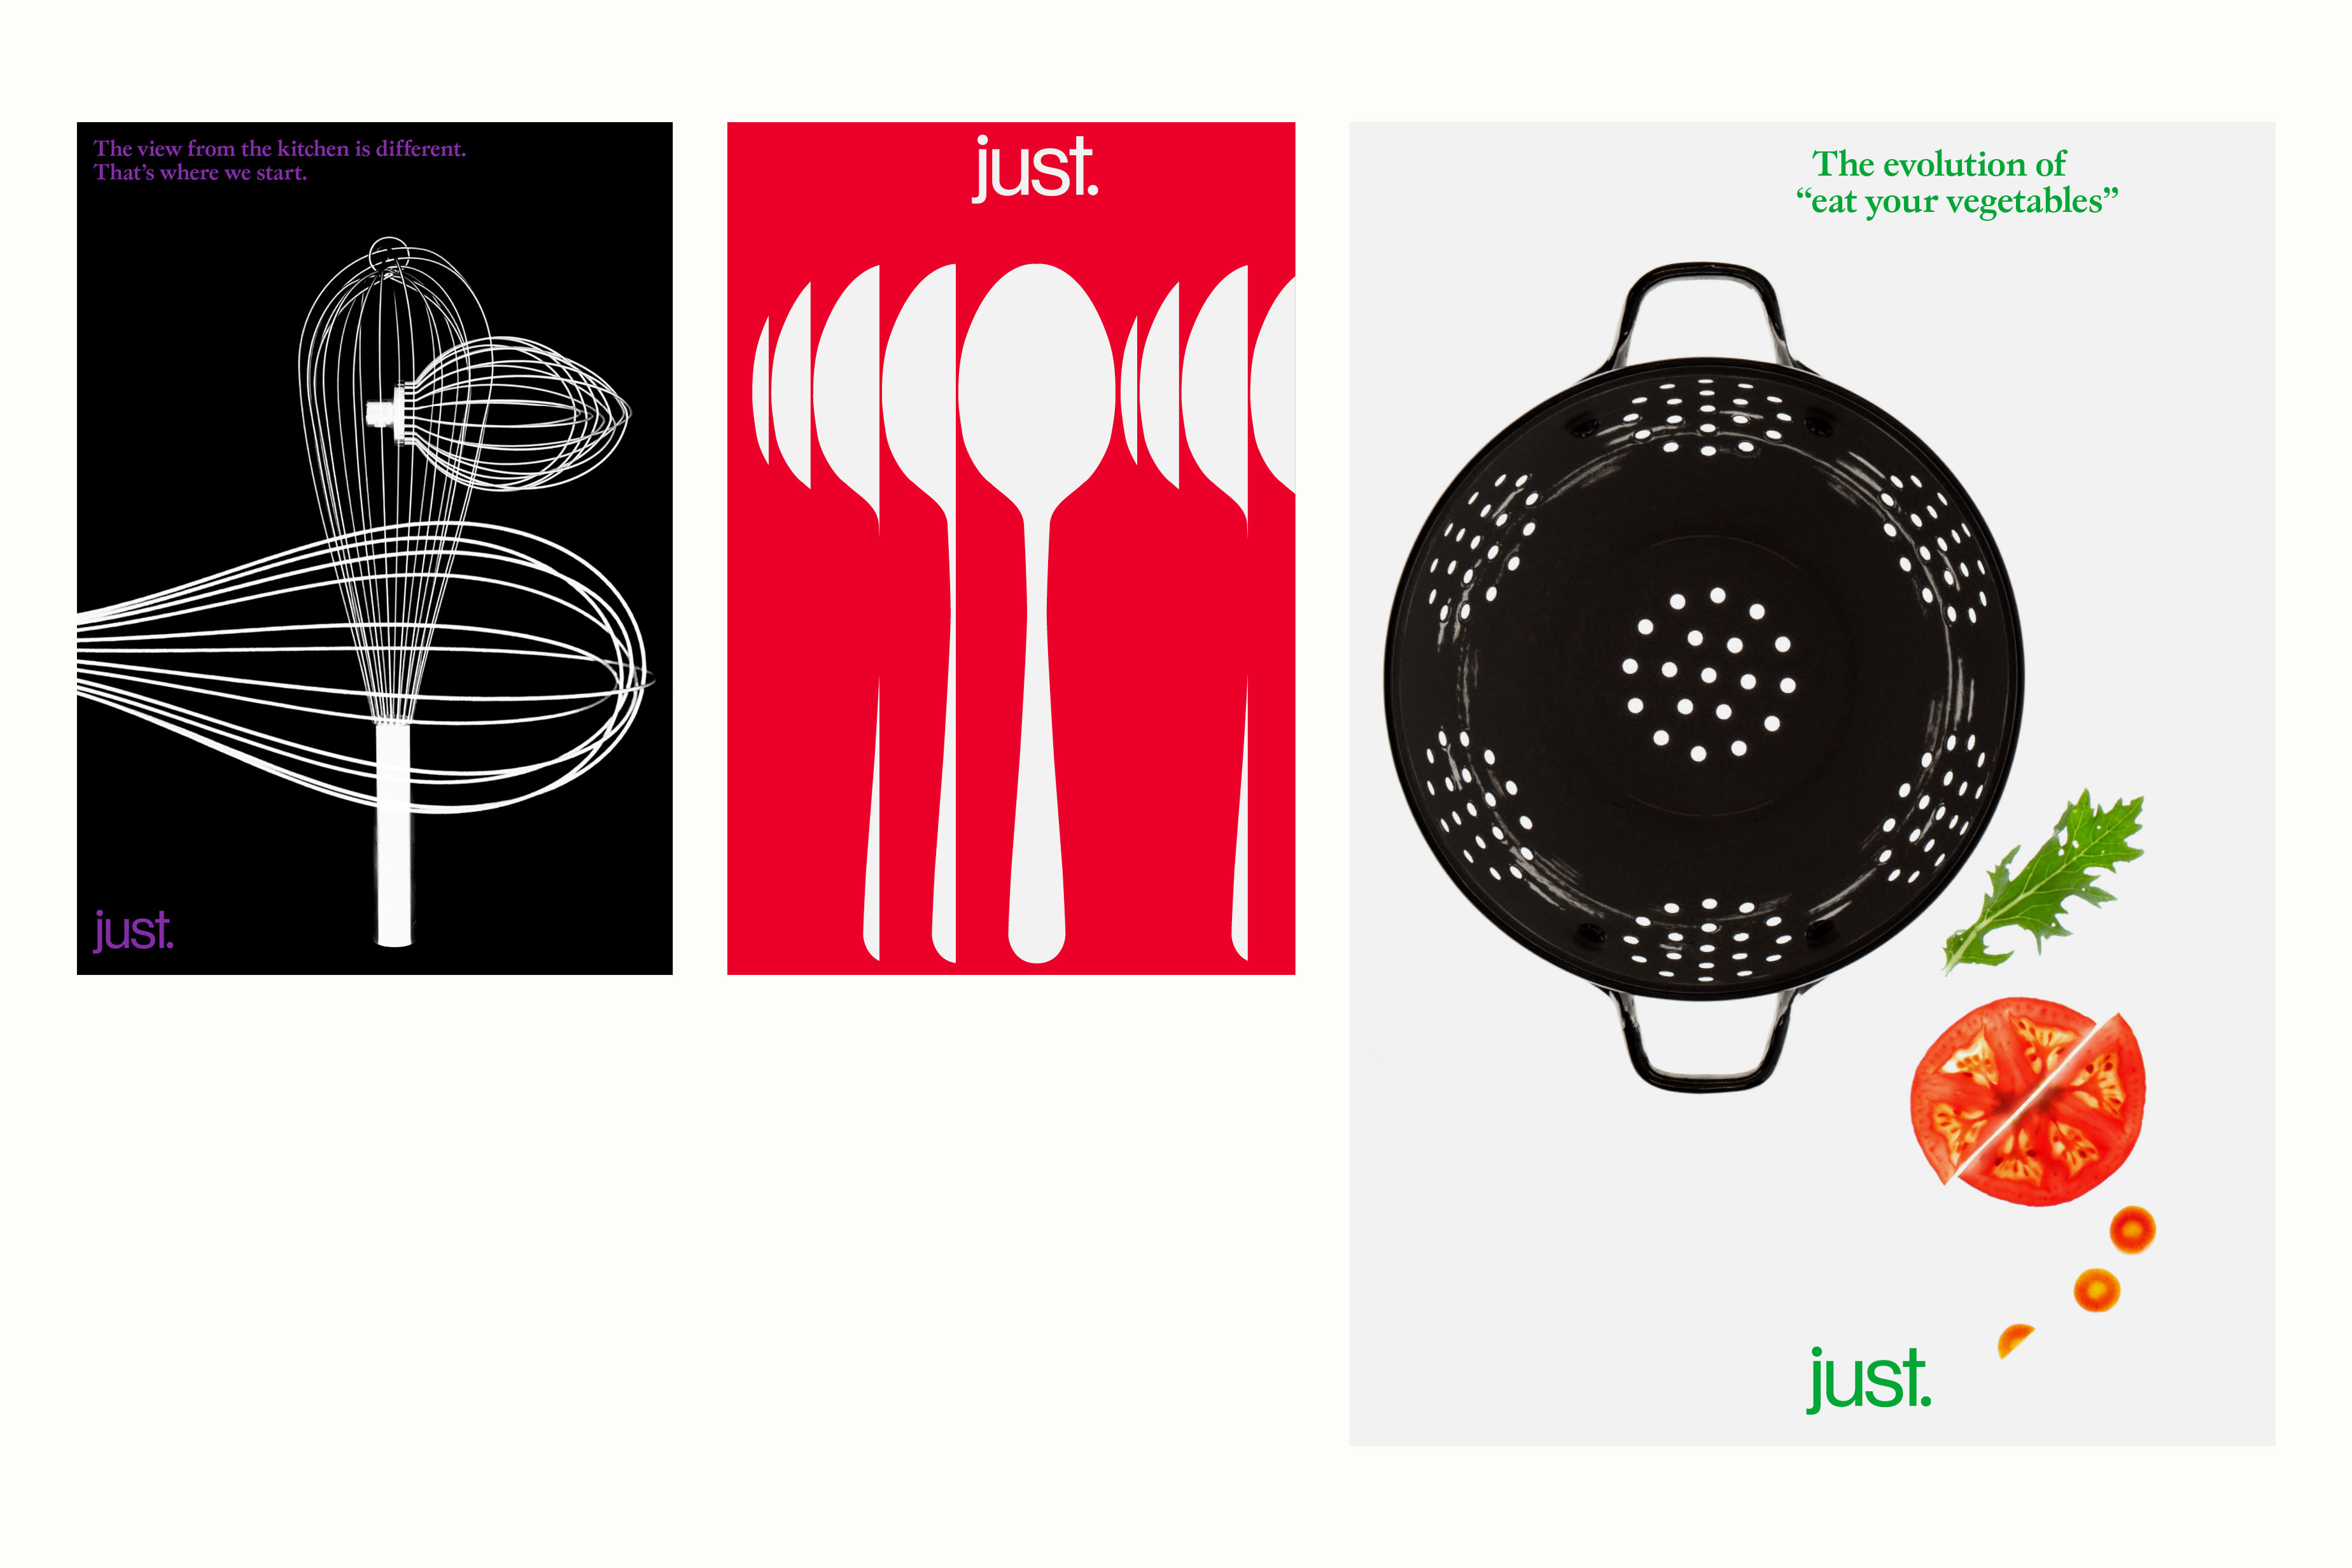 The view from the kitchen is different.
That’s where we start.
just.
just.
The evolution of
“eat your vegetables”
just.